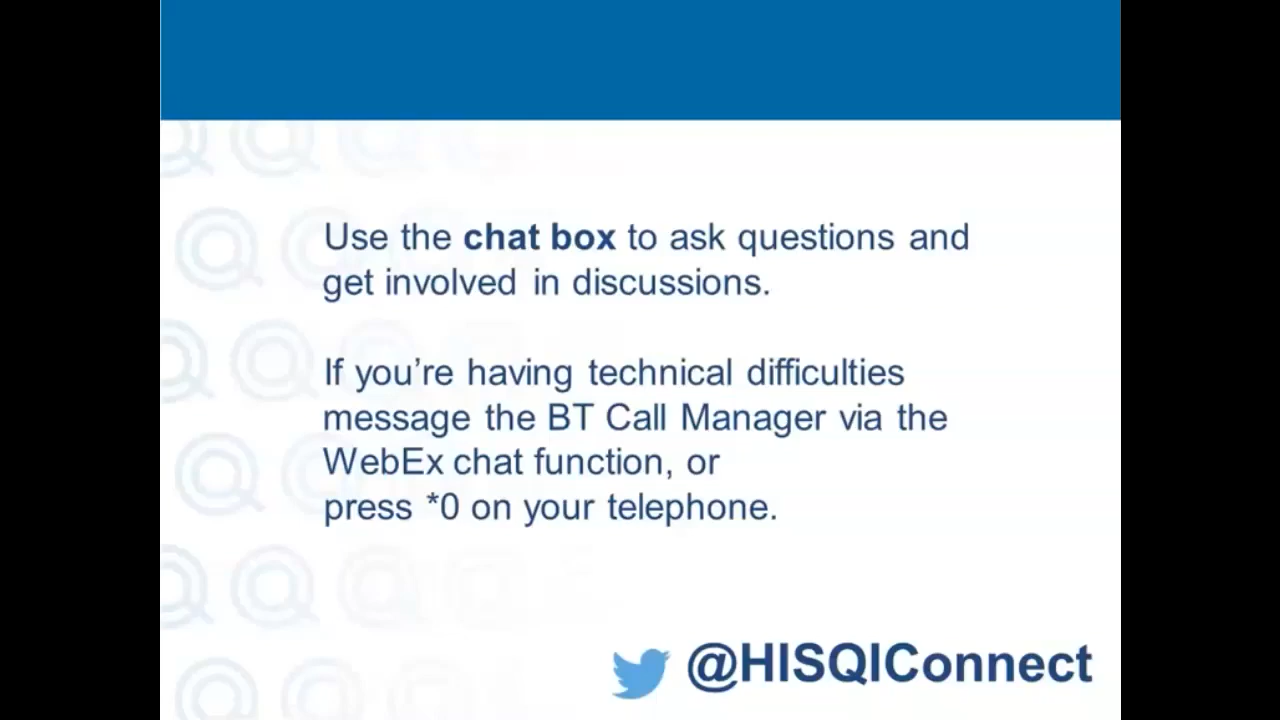 Use the chat box to ask questions and
get involved in discussions.
If you’re having technical difficulties
message the BT Call Manager via the
WebEx chat function, or
press *0 on your telephone.
@HISQIConnect